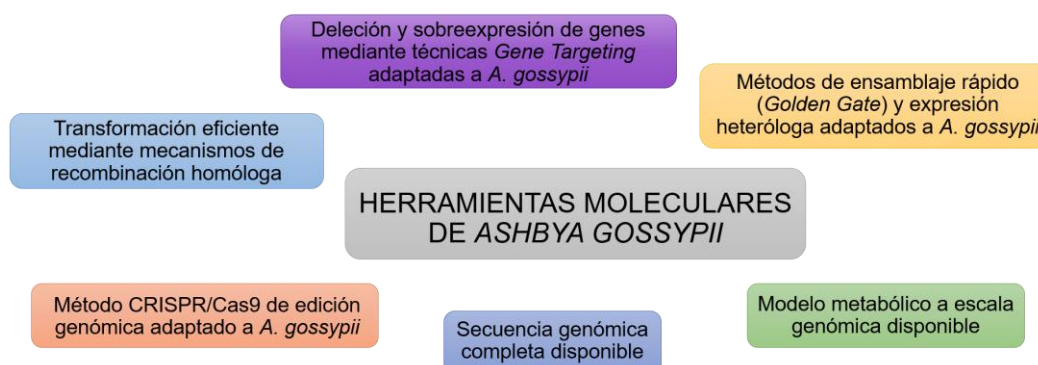 Deleción y sobreexpresión de genes
mediante técnicas Gene Targeting
adaptadas a A. gossypii
Métodos de ensamblaje rápido
(Golden Gate) y expresión
heteróloga adaptados a A. gossypii
Transformación eficiente
mediante mecanismos de
recombinación homóloga
HERRAMIENTAS MOLECULARES
DE ASHBYA GOSSYPII
Método CRISPR/Cas9 de edición
genómica adaptado a A. gossypii
Secuencia genómica
completa disponible
Modelo metabólico a escala
genómica disponible